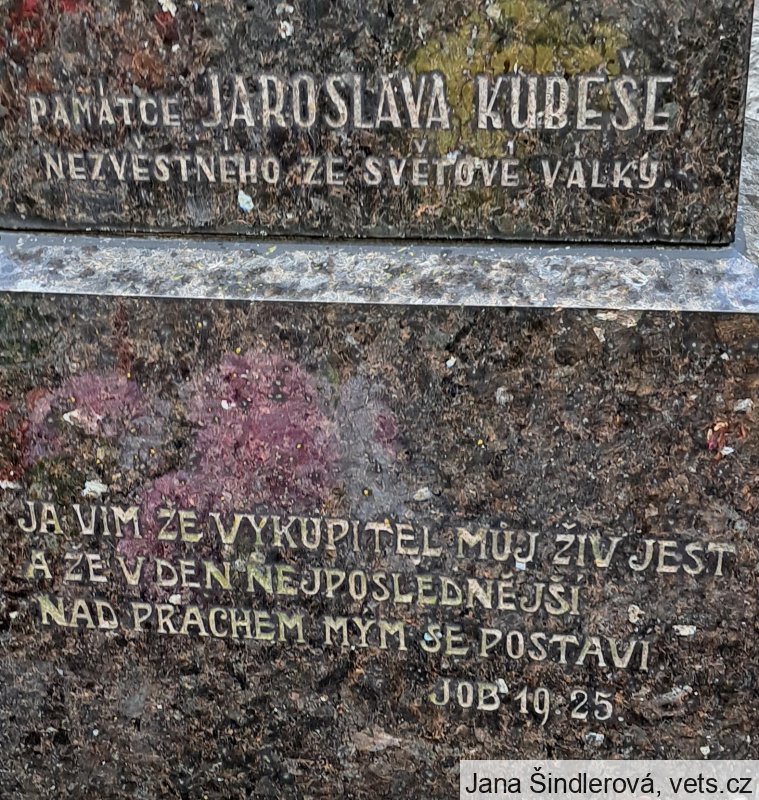 PAMÁTCE JAROSLAVA KUBEŠE
NEZVĚSTNÉHO ZE SVĚTOVÉ VÁLKY.
JÁ VÍM ŽE VYKUPITEL MŮJ ŽIV JEST
A ŽE V DEN NEJPOSLEDNĚJŠÍ
NAD PRACHEM MÝM SE POSTAVÍ
JOB 19. 25.
Jana Šindlerová, vets.cz